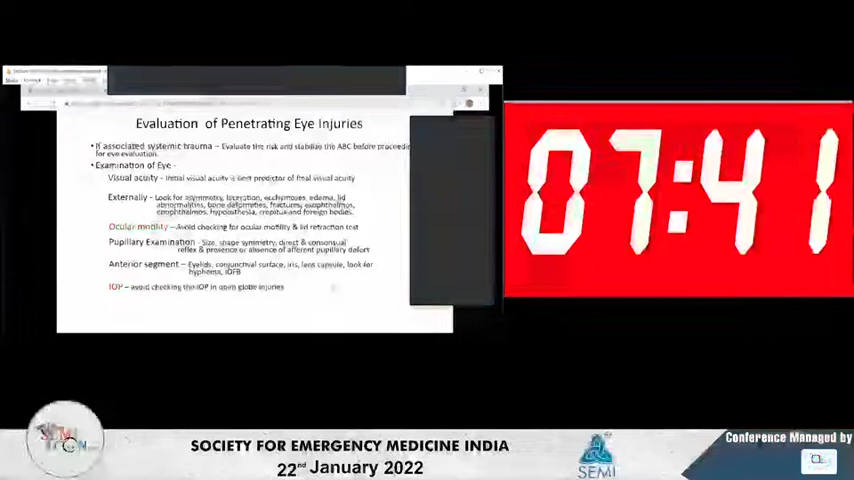 Evaluation of Penetrating Eye Injuries
• If associated systemic trauma – Evaluate the risk and stabilize the ABC before proceedi
for eye evaluation.
• Examination of Eye -
Visual acuity - Initial visual acuity is best predictor of final visual acuity
Externally - Look for asymmetry, laceration, ecchymoses, edema, lid
abnormalities, bone deformities, fractures, exophthalmos,
enophthalmos, hypoesthesia, crepitus and foreign bodies.
Ocular motility – Avoid checking for ocular motility & lid retraction test
Pupillary Examination - Size, shape symmetry, direct & consensual
reflex & presence or absence of afferent pupillary defect
Anterior segment – Eyelids, conjunctival surface, iris, lens capsule, look for
hyphema, IOFB
IOP – avoid checking the IOP in open globe injuries
07:41
SOCIETY FOR EMERGENCY MEDICINE INDIA
22nd January 2022
SEMI
Conference Managed by